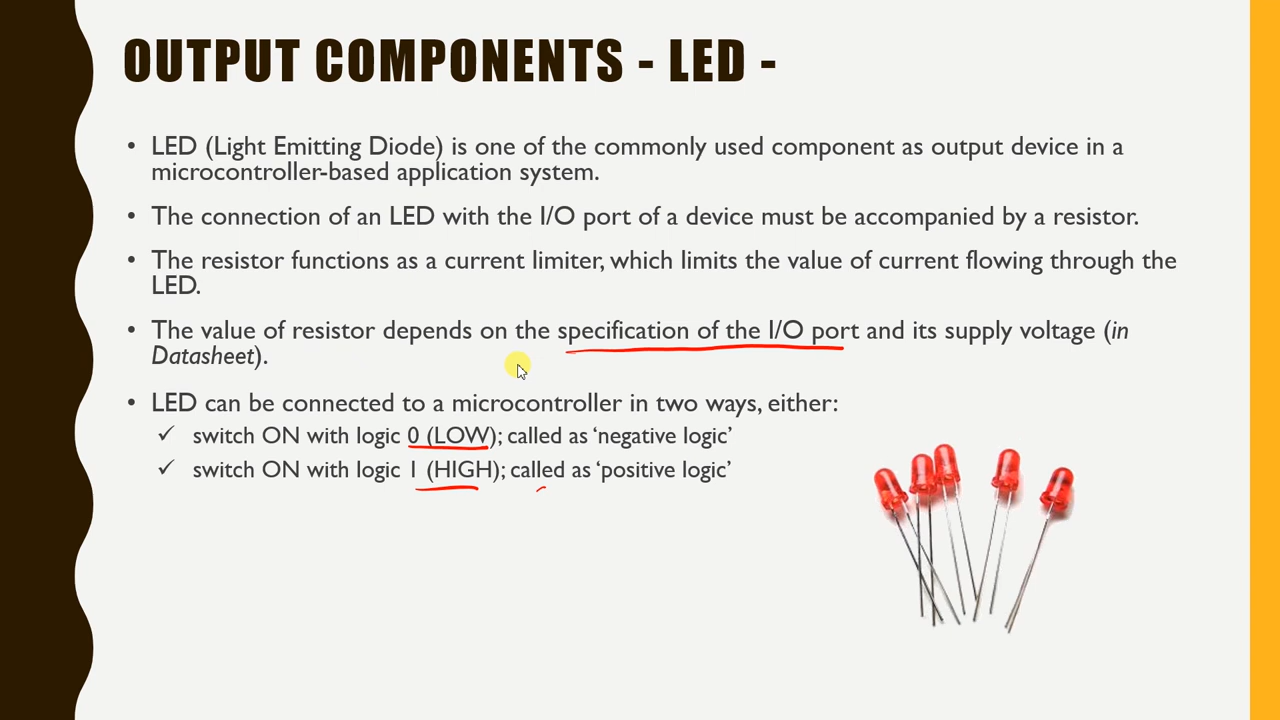 OUTPUT COMPONENTS - LED -
• LED (Light Emitting Diode) is one of the commonly used component as output device in a
microcontroller-based application system.
• The connection of an LED with the I/O port of a device must be accompanied by a resistor.
• The resistor functions as a current limiter, which limits the value of current flowing through the
LED.
• The value of resistor depends on the specification of the I/O port and its supply voltage (in
Datasheet).
• LED can be connected to a microcontroller in two ways, either:
✓ switch ON with logic 0 (LOW); called as ‘negative logic’
✓ switch ON with logic 1 (HIGH); called as ‘positive logic’